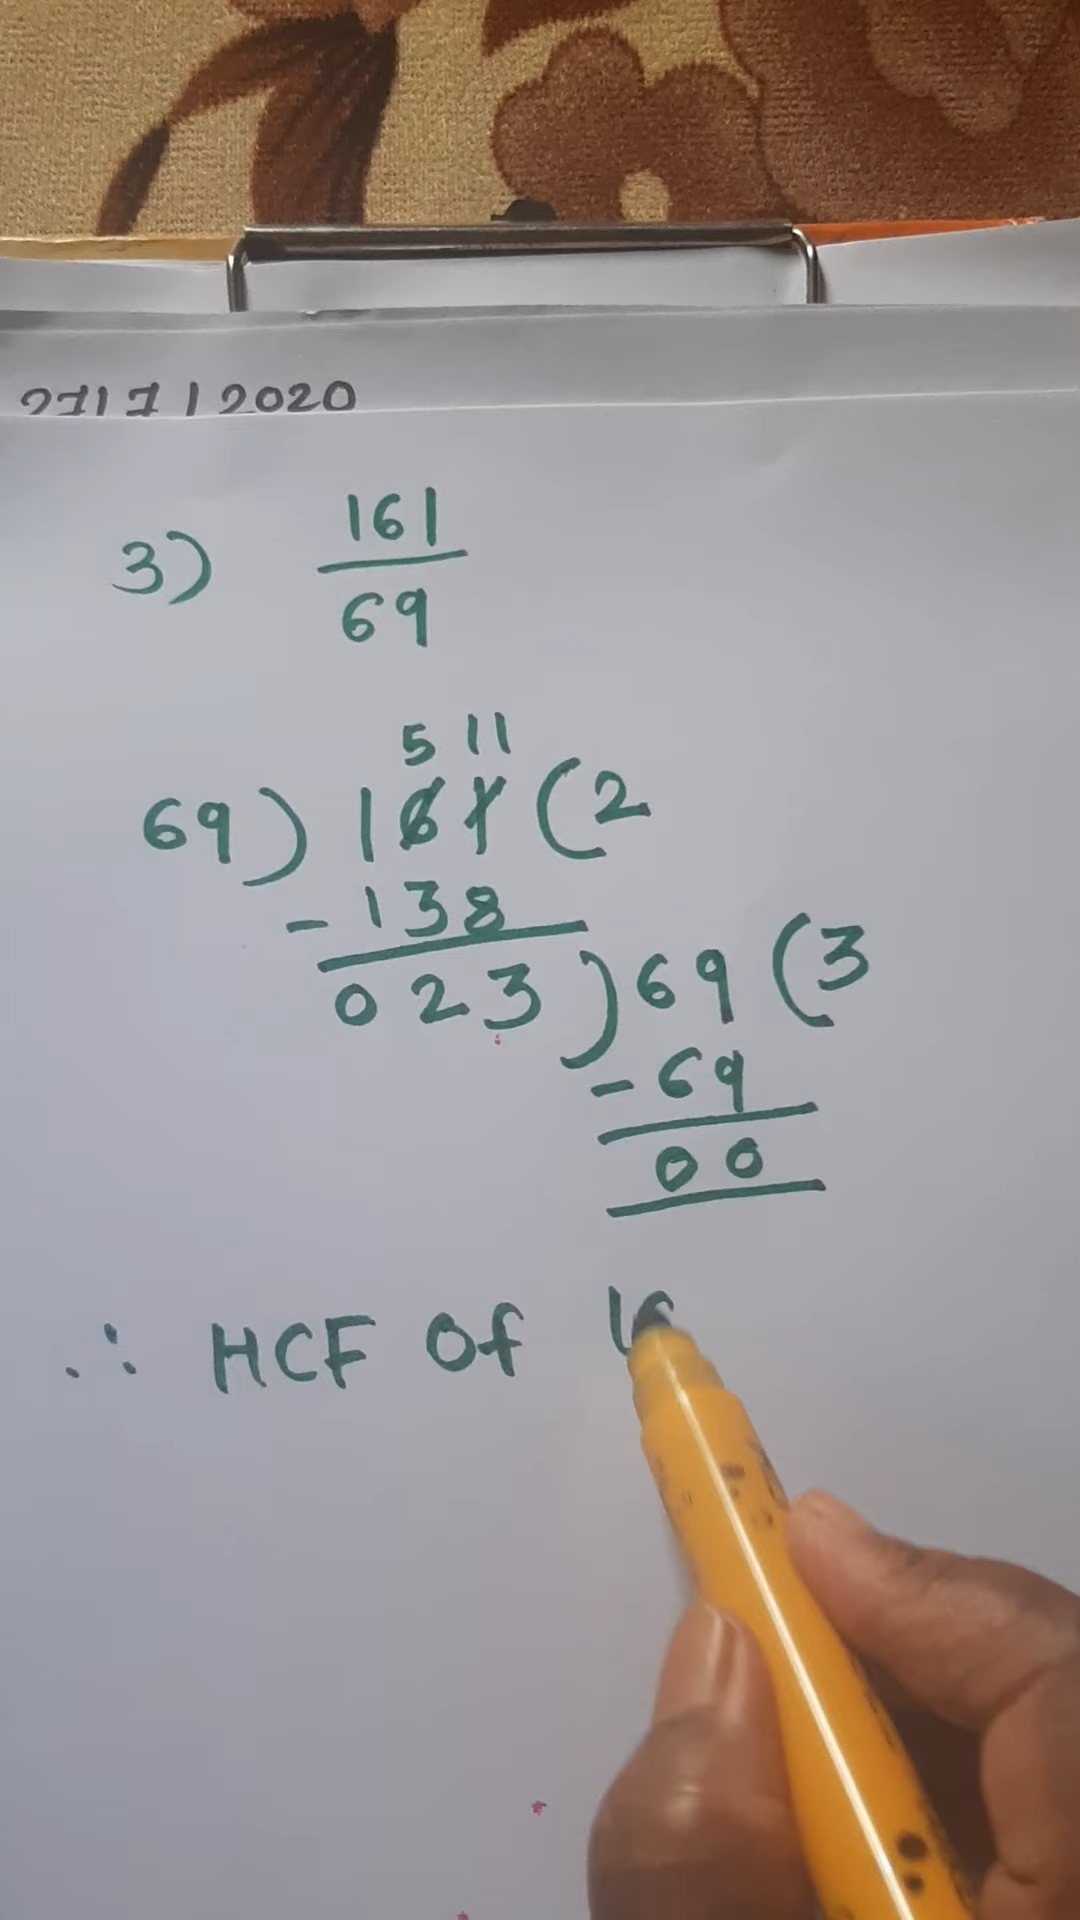 27/7/2020
3) 161
69
5 11
69) 161 (2
- 138
023) 69 (3
- 69
00
∴ HCF Of 16